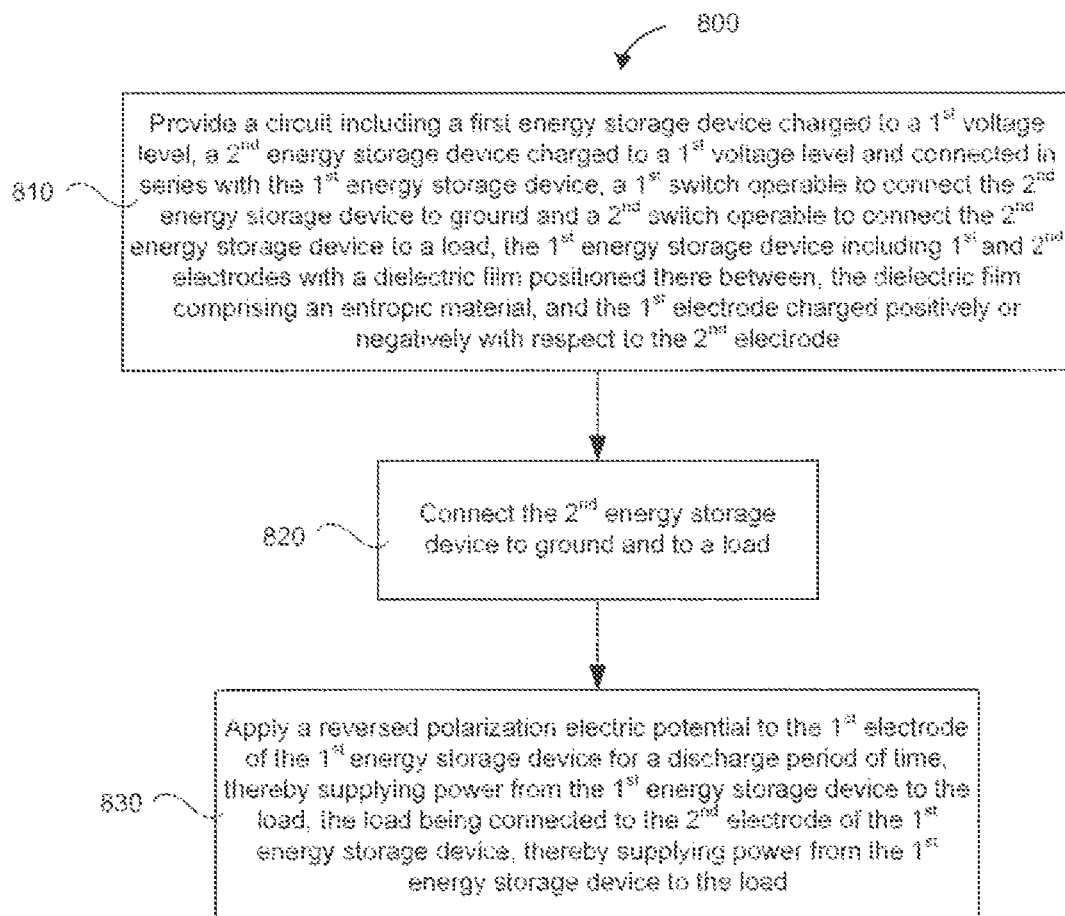 800
Provide a circuit including a first energy storage device charged to a 1st voltage
level, a 2nd energy storage device charged to a 1st voltage level and connected in
series with the 1st energy storage device, a 1st switch operable to connect the 2nd
energy storage device to ground and a 2nd switch operable to connect the 2nd
energy storage device to a load, the 1st energy storage device including 1st and 2nd
electrodes with a dielectric film positioned there between, the dielectric film
comprising an entropic material, and the 1st electrode charged positively or
negatively with respect to the 2nd electrode
810
Connect the 2nd energy storage
device to ground and to a load
820
Apply a reversed polarization electric potential to the 1st electrode
of the 1st energy storage device for a discharge period of time,
thereby supplying power from the 1st energy storage device to the
load, the load being connected to the 2nd electrode of the 1st
energy storage device, thereby supplying power from the 1st
energy storage device to the load
830